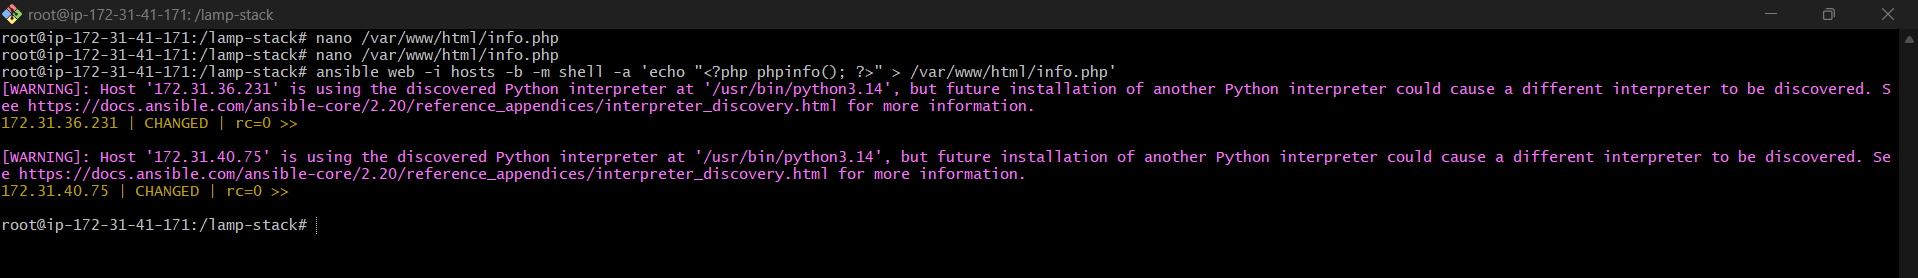 root@ip-172-31-41-171: /lamp-stack
root@ip-172-31-41-171:/lamp-stack# nano /var/www/html/info.php
root@ip-172-31-41-171:/lamp-stack# nano /var/www/html/info.php
root@ip-172-31-41-171:/lamp-stack# ansible web -i hosts -b -m shell -a 'echo "<?php phpinfo(); ?>" > /var/www/html/info.php'
[WARNING]: Host '172.31.36.231' is using the discovered Python interpreter at '/usr/bin/python3.14', but future installation of another Python interpreter could cause a different interpreter to be discovered. S
ee https://docs.ansible.com/ansible-core/2.20/reference_appendices/interpreter_discovery.html for more information.
172.31.36.231 | CHANGED | rc=0 >>
[WARNING]: Host '172.31.40.75' is using the discovered Python interpreter at '/usr/bin/python3.14', but future installation of another Python interpreter could cause a different interpreter to be discovered. Se
e https://docs.ansible.com/ansible-core/2.20/reference_appendices/interpreter_discovery.html for more information.
172.31.40.75 | CHANGED | rc=0 >>
root@ip-172-31-41-171:/lamp-stack#